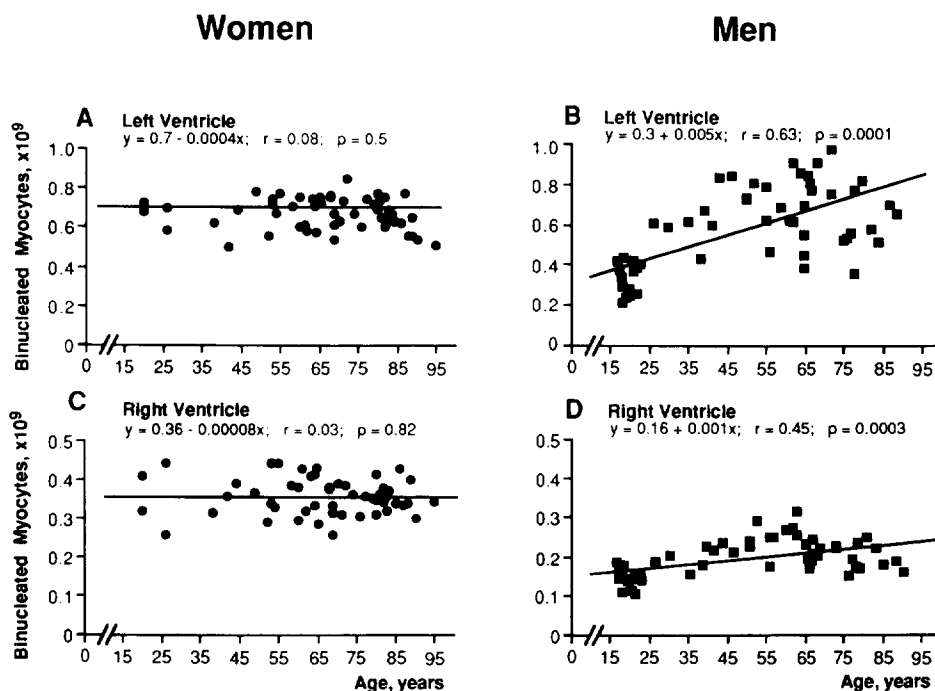 Women
Men
A
Left Ventricle
y = 0.7 - 0.0004x; r = 0.08; p = 0.5
Binucleated Myocytes, x10⁹
1.0
0.8
0.6
0.4
0.2
0
0 15 25 35 45 55 65 75 85 95
B
Left Ventricle
y = 0.3 + 0.005x; r = 0.63; p = 0.0001
1.0
0.8
0.6
0.4
0.2
0
0 15 25 35 45 55 65 75 85 95
C
Right Ventricle
y = 0.36 - 0.00008x; r = 0.03; p = 0.82
Binucleated Myocytes, x10⁹
0.5
0.4
0.3
0.2
0.1
0
0 15 25 35 45 55 65 75 85 95
Age, years
D
Right Ventricle
y = 0.16 + 0.001x; r = 0.45; p = 0.0003
0.5
0.4
0.3
0.2
0.1
0
0 15 25 35 45 55 65 75 85 95
Age, years